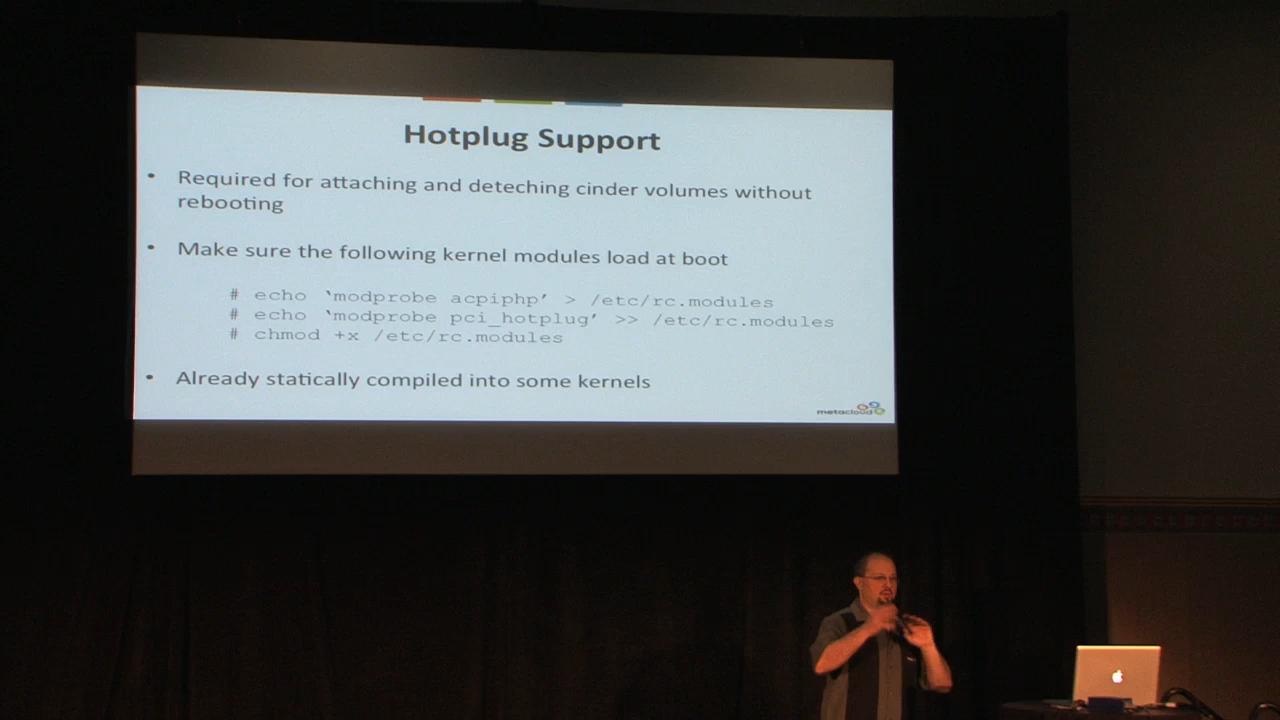 Hotplug Support
• Required for attaching and deteching cinder volumes without
rebooting
• Make sure the following kernel modules load at boot
# echo ‘modprobe acpiphp’ > /etc/rc.modules
# echo ‘modprobe pci_hotplug’ >> /etc/rc.modules
# chmod +x /etc/rc.modules
• Already statically compiled into some kernels
metacloud